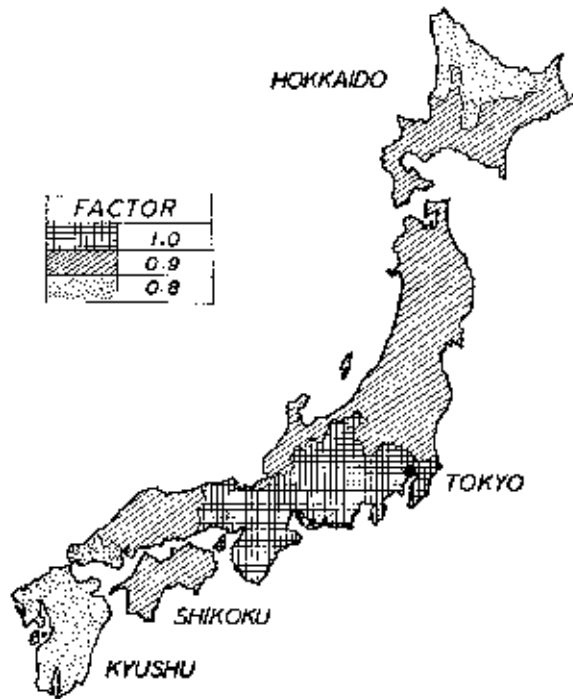 HOKKAIDO
FACTOR
1.0
0.9
0.8
TOKYO
SHIKOKU
KYUSHU